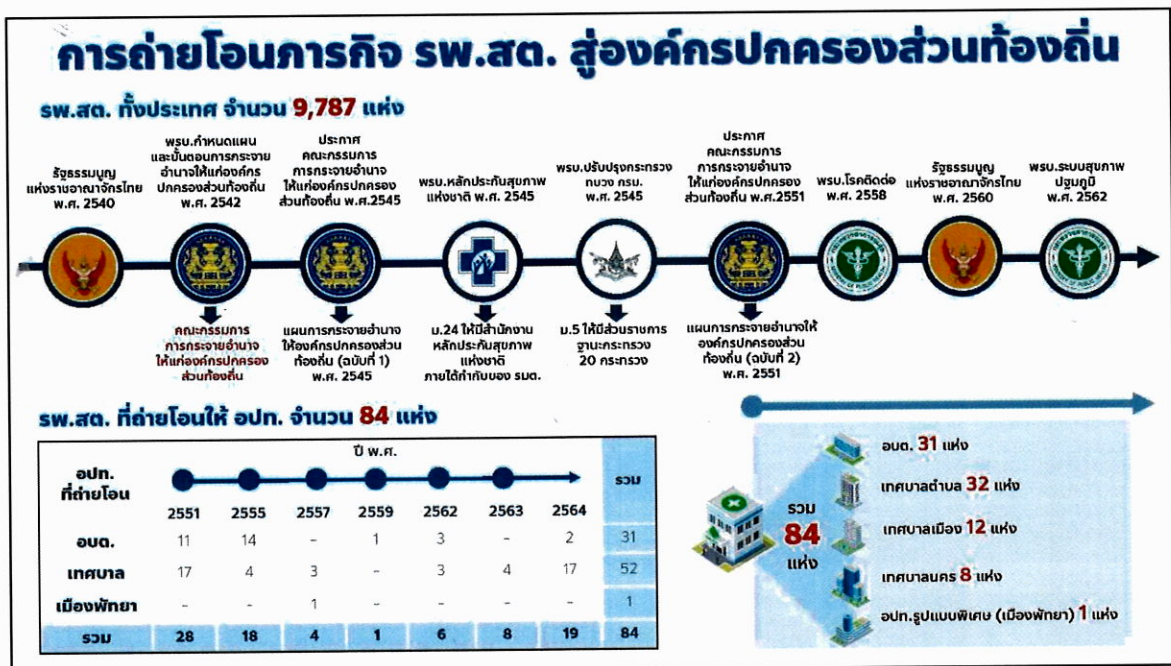 การถ่ายโอนภารกิจ รพ.สต. สู่องค์กรปกครองส่วนท้องถิ่น
รพ.สต. ทั้งประเทศ จำนวน 9,787 แห่ง
รัฐธรรมนูญ
แห่งราชอาณาจักรไทย
พ.ศ. 2540
พรบ.กำหนดแผน
และขั้นตอนการกระจาย
อำนาจให้แก่องค์กร
ปกครองส่วนท้องถิ่น
พ.ศ. 2542
ประกาศ
คณะกรรมการ
การกระจายอำนาจ
ให้แก่องค์กรปกครอง
ส่วนท้องถิ่น พ.ศ.2545
พรบ.หลักประกันสุขภาพ
แห่งชาติ พ.ศ. 2545
พรบ.ปรับปรุงกระทรวง
ทบวง กรม.
พ.ศ. 2545
ประกาศ
คณะกรรมการ
การกระจายอำนาจ
ให้แก่องค์กรปกครอง
ส่วนท้องถิ่น พ.ศ.2551
พรบ.โรคติดต่อ
พ.ศ. 2558
รัฐธรรมนูญ
แห่งราชอาณาจักรไทย
พ.ศ. 2560
พรบ.ระบบสุขภาพ
ปฐมภูมิ
พ.ศ. 2562
คณะกรรมการ
การกระจายอำนาจ
ให้แก่องค์กรปกครอง
ส่วนท้องถิ่น
แผนการกระจายอำนาจ
ให้องค์กรปกครองส่วน
ท้องถิ่น (ฉบับที่ 1)
พ.ศ. 2545
ม.24 ให้มีสำนักงาน
หลักประกันสุขภาพ
แห่งชาติ
ภายใต้กำกับของ รมต.
ม.5 ให้มีส่วนราชการ
ฐานะกระทรวง
20 กระทรวง
แผนการกระจายอำนาจให้
องค์กรปกครองส่วน
ท้องถิ่น (ฉบับที่ 2)
พ.ศ. 2551
รพ.สต. ที่ถ่ายโอนให้ อปท. จำนวน 84 แห่ง
อปท.
ที่ถ่ายโอน
ปี พ.ศ.
รวม
2551 2555 2557 2559 2562 2563 2564
อบต. 11 14 - 1 3 - 2 31
เทศบาล 17 4 3 - 3 4 17 52
เมืองพัทยา - - 1 - - - - 1
รวม 28 18 4 1 6 8 19 84
รวม
84
แห่ง
อบต. 31 แห่ง
เทศบาลตำบล 32 แห่ง
เทศบาลเมือง 12 แห่ง
เทศบาลนคร 8 แห่ง
อปท.รูปแบบพิเศษ (เมืองพัทยา) 1 แห่ง